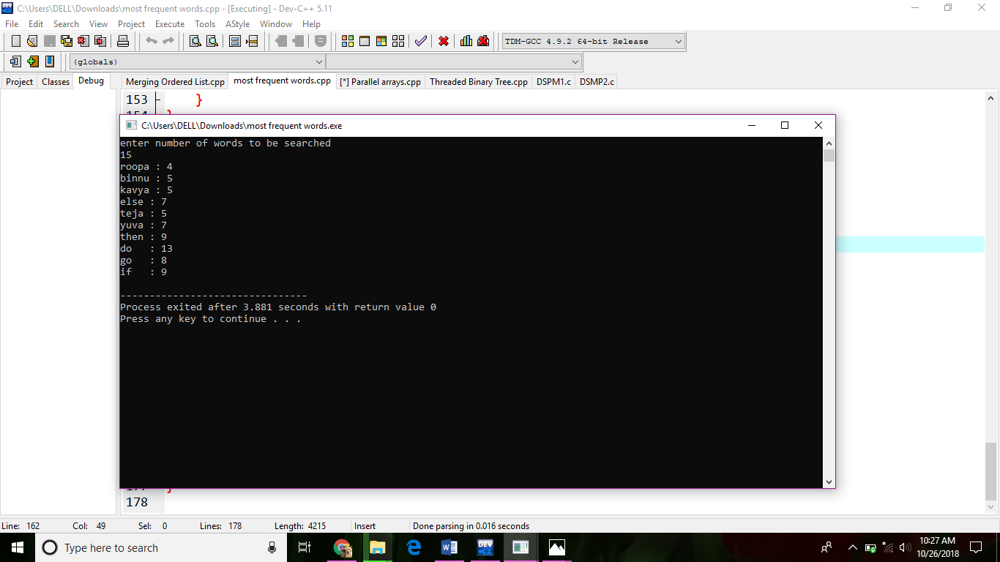 C:\Users\DELL\Downloads\most frequent words.cpp - [Executing] - Dev-C++ 5.11
File Edit Search View Project Execute Tools AStyle Window Help
TDM-GCC 4.9.2 64-bit Release
(globals)
Project Classes Debug
Merging Ordered List.cpp most frequent words.cpp [*] Parallel arrays.cpp Threaded Binary Tree.cpp DSPM1.c DSMP2.c
153 }
C:\Users\DELL\Downloads\most frequent words.exe
enter number of words to be searched
15
roopa : 4
binnu : 5
kavya : 5
else : 7
teja : 5
yuva : 7
then : 9
do   : 13
go   : 8
if   : 9
--------------------------------
Process exited after 3.881 seconds with return value 0
Press any key to continue . . .
178
Line: 162 Col: 49 Sel: 0 Lines: 178 Length: 4215 Insert Done parsing in 0.016 seconds
Type here to search
10:27 AM
10/26/2018